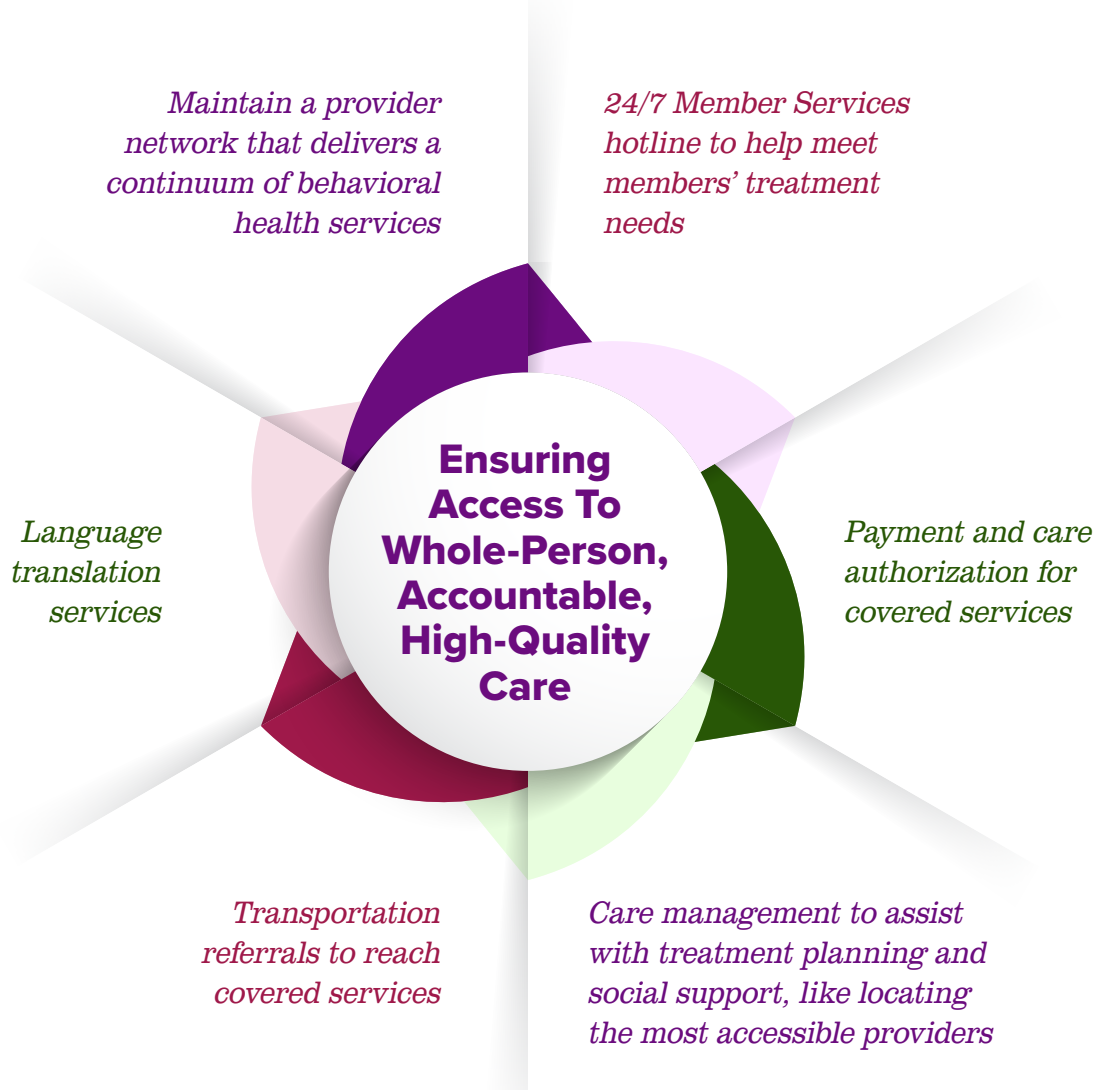 Maintain a provider
network that delivers a
continuum of behavioral
health services
24/7 Member Services
hotline to help meet
members’ treatment
needs
Ensuring
Access To
Whole-Person,
Accountable,
High-Quality
Care
Language
translation
services
Payment and care
authorization for
covered services
Transportation
referrals to reach
covered services
Care management to assist
with treatment planning and
social support, like locating
the most accessible providers